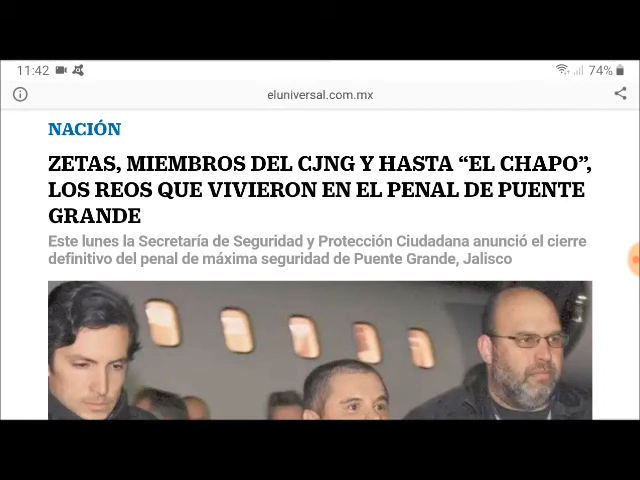 11:42 74%
eluniversal.com.mx
NACIÓN
ZETAS, MIEMBROS DEL CJNG Y HASTA “EL CHAPO”,
LOS REOS QUE VIVIERON EN EL PENAL DE PUENTE
GRANDE
Este lunes la Secretaría de Seguridad y Protección Ciudadana anunció el cierre
definitivo del penal de máxima seguridad de Puente Grande, Jalisco